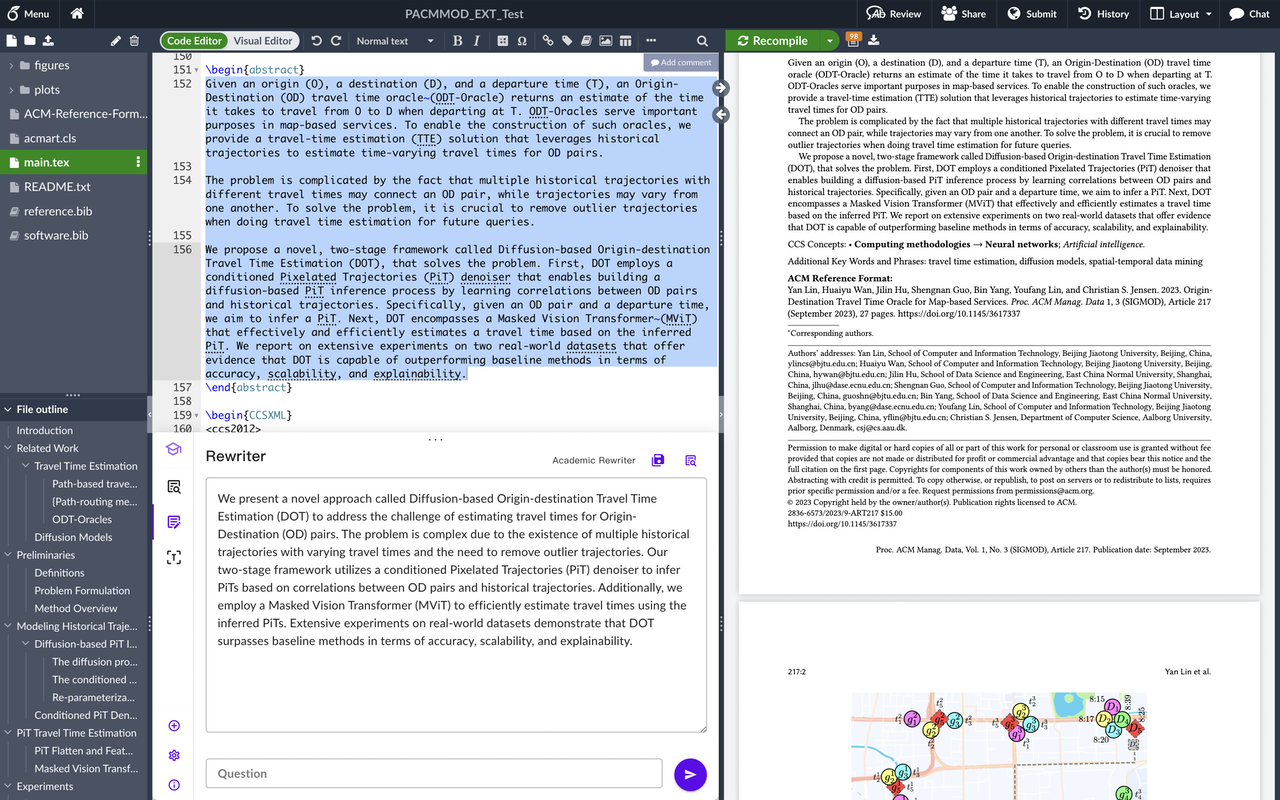 Menu
PACMMOD_EXT_Test
Review
Share
Submit
History
Layout
Chat
Code Editor
Visual Editor
Normal text
B I
Ω
Recompile
98
figures
plots
ACM-Reference-Form...
acmart.cls
main.tex
README.txt
reference.bib
software.bib
File outline
Introduction
Related Work
Travel Time Estimation
Path-based trave...
{Path-routing me...
ODT-Oracles
Diffusion Models
Preliminaries
Definitions
Problem Formulation
Method Overview
Modeling Historical Traje...
Diffusion-based PiT I...
The diffusion pro...
The conditioned ...
Re-parameteriza...
Conditioned PiT Den...
PiT Travel Time Estimation
PiT Flatten and Feat...
Masked Vision Transf...
Experiments
Add comment
150
151 \begin{abstract}
152 Given an origin (O), a destination (D), and a departure time (T), an Origin-
Destination (OD) travel time oracle~(ODT-Oracle) returns an estimate of the time
it takes to travel from O to D when departing at T. ODT-Oracles serve important
purposes in map-based services. To enable the construction of such oracles, we
provide a travel-time estimation (TTE) solution that leverages historical
trajectories to estimate time-varying travel times for OD pairs.
153
154 The problem is complicated by the fact that multiple historical trajectories with
different travel times may connect an OD pair, while trajectories may vary from
one another. To solve the problem, it is crucial to remove outlier trajectories
when doing travel time estimation for future queries.
155
156 We propose a novel, two-stage framework called Diffusion-based Origin-destination
Travel Time Estimation (DOT), that solves the problem. First, DOT employs a
conditioned Pixelated Trajectories (PiT) denoiser that enables building a
diffusion-based PiT inference process by learning correlations between OD pairs
and historical trajectories. Specifically, given an OD pair and a departure time,
we aim to infer a PiT. Next, DOT encompasses a Masked Vision Transformer~(MViT)
that effectively and efficiently estimates a travel time based on the inferred
PiT. We report on extensive experiments on two real-world datasets that offer
evidence that DOT is capable of outperforming baseline methods in terms of
accuracy, scalability, and explainability.
157 \end{abstract}
158
159 \begin{CCSXML}
160 <ccs2012>
Rewriter
Academic Rewriter
We present a novel approach called Diffusion-based Origin-destination Travel Time
Estimation (DOT) to address the challenge of estimating travel times for Origin-
Destination (OD) pairs. The problem is complex due to the existence of multiple historical
trajectories with varying travel times and the need to remove outlier trajectories. Our
two-stage framework utilizes a conditioned Pixelated Trajectories (PiT) denoiser to infer
PiTs based on correlations between OD pairs and historical trajectories. Additionally, we
employ a Masked Vision Transformer (MViT) to efficiently estimate travel times using the
inferred PiTs. Extensive experiments on real-world datasets demonstrate that DOT
surpasses baseline methods in terms of accuracy, scalability, and explainability.
Question
Given an origin (O), a destination (D), and a departure time (T), an Origin-Destination (OD) travel time
oracle (ODT-Oracle) returns an estimate of the time it takes to travel from O to D when departing at T.
ODT-Oracles serve important purposes in map-based services. To enable the construction of such oracles, we
provide a travel-time estimation (TTE) solution that leverages historical trajectories to estimate time-varying
travel times for OD pairs.
The problem is complicated by the fact that multiple historical trajectories with different travel times may
connect an OD pair, while trajectories may vary from one another. To solve the problem, it is crucial to remove
outlier trajectories when doing travel time estimation for future queries.
We propose a novel, two-stage framework called Diffusion-based Origin-destination Travel Time Estimation
(DOT), that solves the problem. First, DOT employs a conditioned Pixelated Trajectories (PiT) denoiser that
enables building a diffusion-based PiT inference process by learning correlations between OD pairs and
historical trajectories. Specifically, given an OD pair and a departure time, we aim to infer a PiT. Next, DOT
encompasses a Masked Vision Transformer (MViT) that effectively and efficiently estimates a travel time
based on the inferred PiT. We report on extensive experiments on two real-world datasets that offer evidence
that DOT is capable of outperforming baseline methods in terms of accuracy, scalability, and explainability.
CCS Concepts: • Computing methodologies → Neural networks; Artificial intelligence.
Additional Key Words and Phrases: travel time estimation, diffusion models, spatial-temporal data mining
ACM Reference Format:
Yan Lin, Huaiyu Wan, Jilin Hu, Shengnan Guo, Bin Yang, Youfang Lin, and Christian S. Jensen. 2023. Origin-
Destination Travel Time Oracle for Map-based Services. Proc. ACM Manag. Data 1, 3 (SIGMOD), Article 217
(September 2023), 27 pages. https://doi.org/10.1145/3617337
*Corresponding authors.
Authors' addresses: Yan Lin, School of Computer and Information Technology, Beijing Jiaotong University, Beijing, China,
ylincs@bjtu.edu.cn; Huaiyu Wan, School of Computer and Information Technology, Beijing Jiaotong University, Beijing,
China, hywan@bjtu.edu.cn; Jilin Hu, School of Data Science and Engineering, East China Normal University, Shanghai,
China, jlhu@dase.ecnu.edu.cn; Shengnan Guo, School of Computer and Information Technology, Beijing Jiaotong University,
Beijing, China, guoshn@bjtu.edu.cn; Bin Yang, School of Data Science and Engineering, East China Normal University,
Shanghai, China, byang@dase.ecnu.edu.cn; Youfang Lin, School of Computer and Information Technology, Beijing Jiaotong
University, Beijing, China, yflin@bjtu.edu.cn; Christian S. Jensen, Department of Computer Science, Aalborg University,
Aalborg, Denmark, csj@cs.aau.dk.
Permission to make digital or hard copies of all or part of this work for personal or classroom use is granted without fee
provided that copies are not made or distributed for profit or commercial advantage and that copies bear this notice and the
full citation on the first page. Copyrights for components of this work owned by others than the author(s) must be honored.
Abstracting with credit is permitted. To copy otherwise, or republish, to post on servers or to redistribute to lists, requires
prior specific permission and/or a fee. Request permissions from permissions@acm.org.
© 2023 Copyright held by the owner/author(s). Publication rights licensed to ACM.
2836-6573/2023/9-ART217 $15.00
https://doi.org/10.1145/3617337
Proc. ACM Manag. Data, Vol. 1, No. 3 (SIGMOD), Article 217. Publication date: September 2023.
217:2
Yan Lin et al.
8:15
8:39
8:17
8:25
8:20